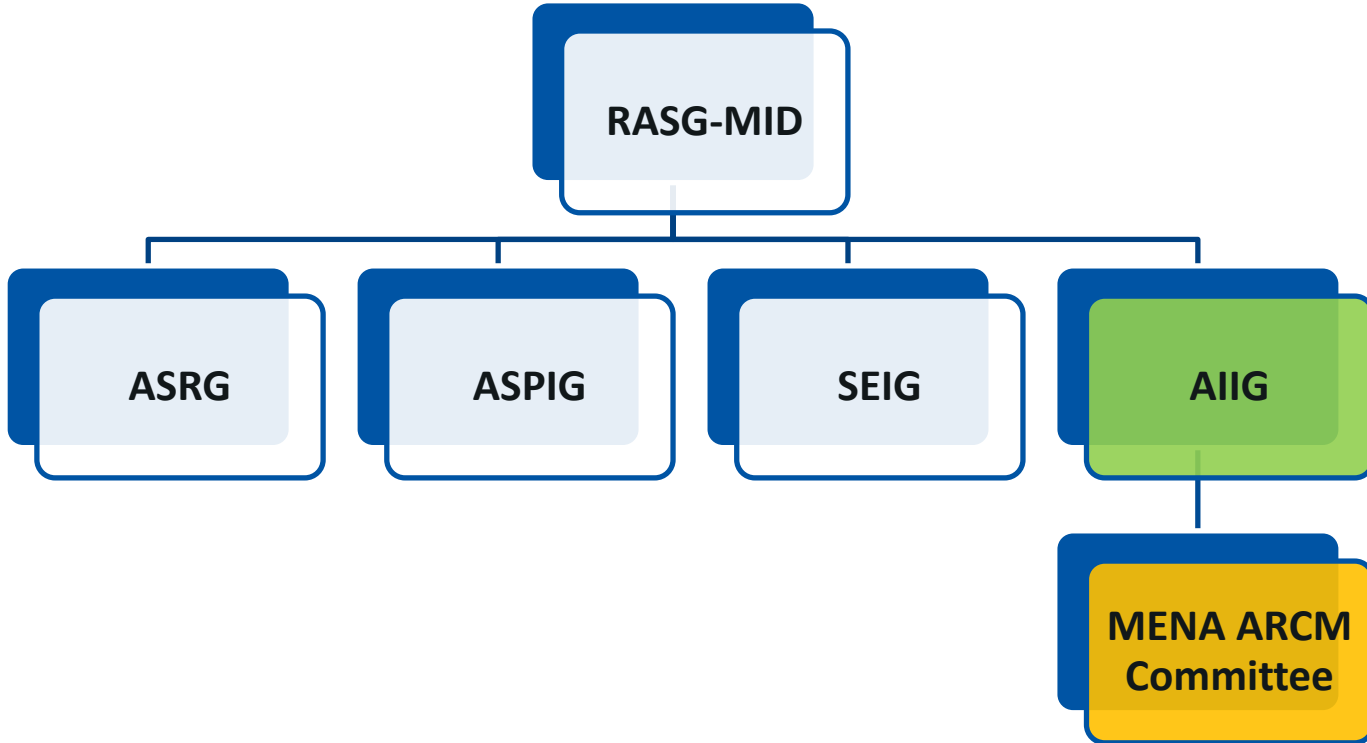 RASG-MID
ASRG
ASPIG
SEIG
AIIG
MENA ARCM
Committee